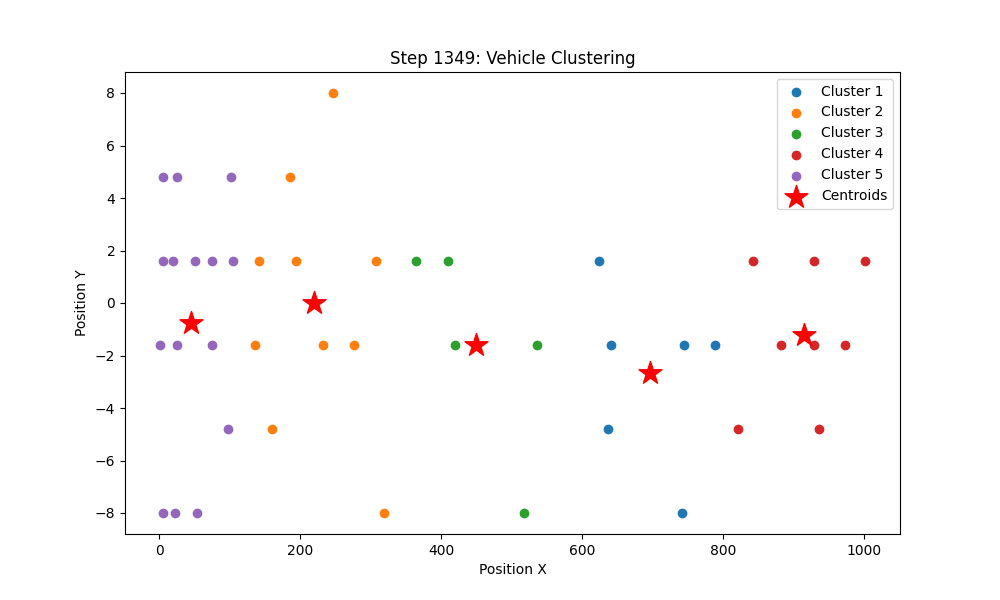 Step 1349: Vehicle Clustering
Cluster 1
Cluster 2
Cluster 3
Cluster 4
Cluster 5
Centroids
Position Y
8
6
4
2
0
−2
−4
−6
−8
0 200 400 600 800 1000
Position X